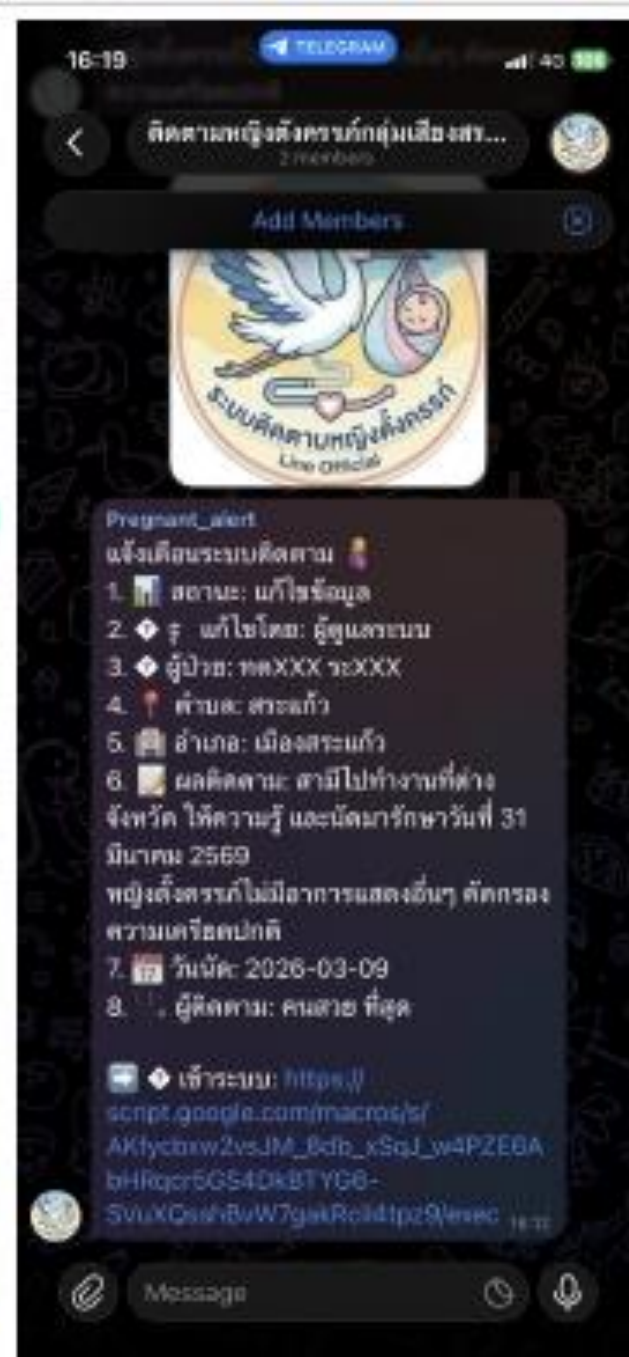 16:19
TELEGRAM
4G
ติดตามหญิงตั้งครรภ์กลุ่มเสี่ยงสร...
2 members
Add Members
ระบบติดตามหญิงตั้งครรภ์
Line Official
Pregnant_alert
แจ้งเตือนระบบติดตาม
1. สถานะ: แก้ไขข้อมูล
2. � ฐ แก้ไขโดย: ผู้ดูแลระบบ
3. � ผู้ป่วย: ทดXXX ระXXX
4. ตำบล: สระแก้ว
5. อำเภอ: เมืองสระแก้ว
6. ผลติดตาม: สามีไปทำงานที่ต่าง
จังหวัด ให้ความรู้ และนัดมารักษาวันที่ 31
มีนาคม 2569
หญิงตั้งครรภ์ไม่มีอาการแสดงอื่นๆ คัดกรอง
ความเครียดปกติ
7. วันนัด: 2026-03-09
8. ผู้ติดตาม: คนสวย ที่สุด
� เข้าระบบ: https://
script.google.com/macros/s/
Message